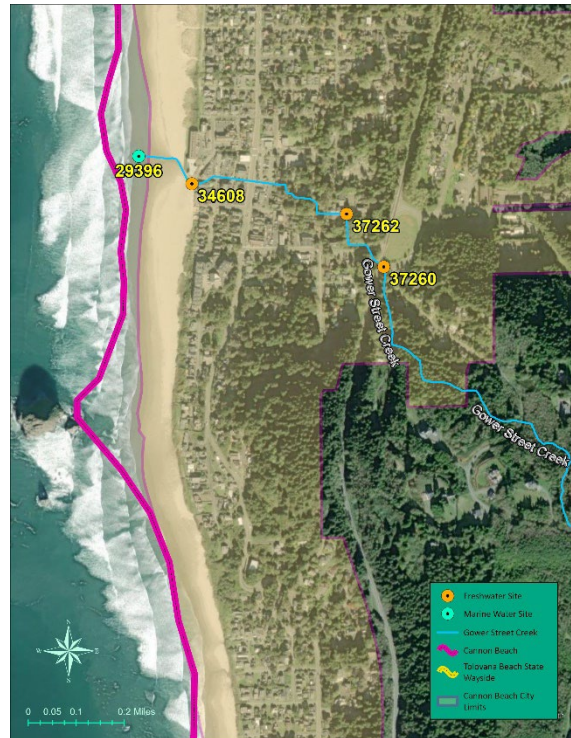 29396
34608
37262
37260
Gower Street Creek
Gower Street Creek
Freshwater Site
Marine Water Site
Gower Street Creek
Cannon Beach
Tolovana Beach State
Wayside
Cannon Beach City
Limits
N
W
E
S
0 0.05 0.1 0.2 Miles